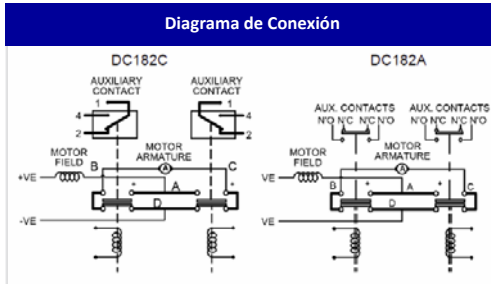 Diagrama de Conexión
DC182C
DC182A
AUXILIARY
CONTACT
AUXILIARY
CONTACT
1
1
4
4
2
2
AUX. CONTACTS
N'O N'C N'C N'O
AUX. CONTACTS
N'O N'C N'C N'O
MOTOR
FIELD
B
MOTOR
ARMATURE
C
+VE
A
+
A
+
D
-VE
MOTOR
FIELD
MOTOR
ARMATURE
VE
A
B
+
A
+
C
D
VE